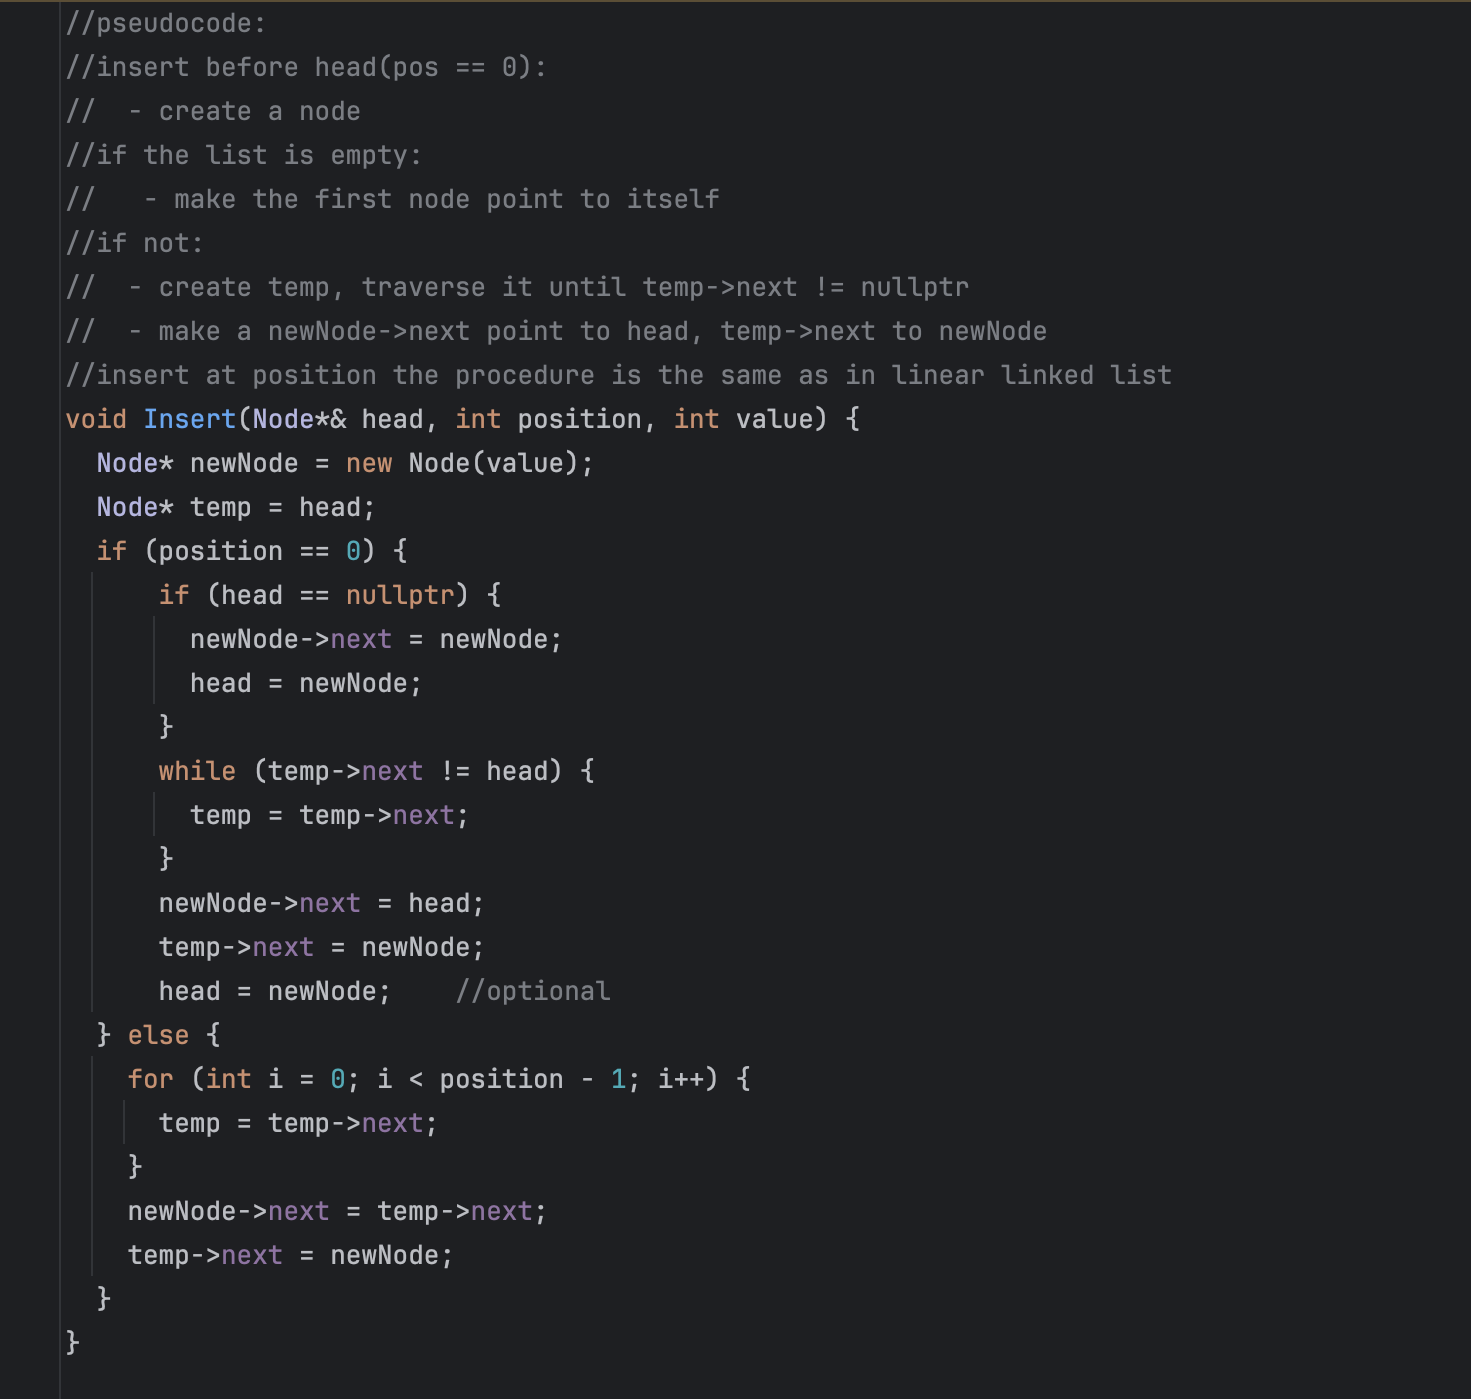 //pseudocode:
//insert before head(pos == 0):
//  - create a node
//if the list is empty:
//   - make the first node point to itself
//if not:
//  - create temp, traverse it until temp->next != nullptr
//  - make a newNode->next point to head, temp->next to newNode
//insert at position the procedure is the same as in linear linked list
void Insert(Node*& head, int position, int value) {
  Node* newNode = new Node(value);
  Node* temp = head;
  if (position == 0) {
      if (head == nullptr) {
        newNode->next = newNode;
        head = newNode;
      }
      while (temp->next != head) {
        temp = temp->next;
      }
      newNode->next = head;
      temp->next = newNode;
      head = newNode;    //optional
  } else {
    for (int i = 0; i < position - 1; i++) {
      temp = temp->next;
    }
    newNode->next = temp->next;
    temp->next = newNode;
  }
}